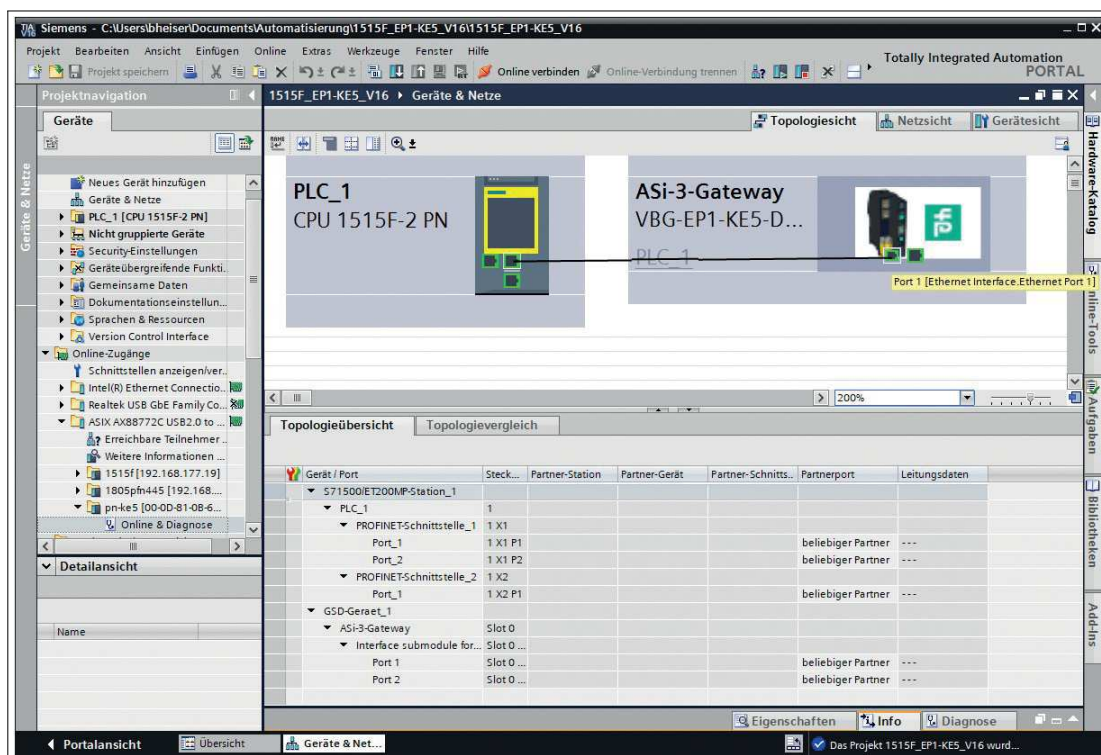 Siemens - C:\Users\bheiser\Documents\Automatisierung\1515F_EP1-KE5_V16\1515F_EP1-KE5_V16
Projekt Bearbeiten Ansicht Einfügen Online Extras Werkzeuge Fenster Hilfe
Projekt speichern
Online verbinden
Online-Verbindung trennen
Totally Integrated Automation
PORTAL
Projektnavigation
1515F_EP1-KE5_V16 Geräte & Netze
Geräte
Topologiesicht Netzsicht Gerätesicht
Geräte & Netze
Neues Gerät hinzufügen
Geräte & Netze
PLC_1 [CPU 1515F-2 PN]
Nicht gruppierte Geräte
Security-Einstellungen
Geräteübergreifende Funkti..
Gemeinsame Daten
Dokumentationseinstellun...
Sprachen & Ressourcen
Version Control Interface
Online-Zugänge
Schnittstellen anzeigen/ver..
Intel(R) Ethernet Connectio..
Realtek USB GbE Family Co...
ASIX AX88772C USB2.0 to ...
Erreichbare Teilnehmer ..
Weitere Informationen ...
1515f [192.168.177.19]
1805pfn445 [192.168....
pn-ke5 [00-0D-81-0B-6...
Online & Diagnose
Detailansicht
Name
PLC_1
CPU 1515F-2 PN
ASi-3-Gateway
VBG-EP1-KE5-D...
PLC_1
Port 1 [Ethernet Interface.Ethernet Port 1]
200%
Topologieübersicht Topologievergleich
Gerät / Port Steck... Partner-Station Partner-Gerät Partner-Schnitts.. Partnerport Leitungsdaten
S71500/ET200MP-Station_1
PLC_1 1
PROFINET-Schnittstelle_1 1 X1
Port_1 1 X1 P1 beliebiger Partner ---
Port_2 1 X1 P2 beliebiger Partner ---
PROFINET-Schnittstelle_2 1 X2
Port_1 1 X2 P1 beliebiger Partner ---
GSD-Geraet_1
ASi-3-Gateway Slot 0
Interface submodule for... Slot 0 ...
Port 1 Slot 0 ... beliebiger Partner ---
Port 2 Slot 0 ... beliebiger Partner ---
Hardware-Katalog
Online-Tools
Aufgaben
Bibliotheken
Add-Ins
Eigenschaften Info Diagnose
Portalansicht Übersicht Geräte & Net... Das Projekt 1515F_EP1-KE5_V16 wurd...